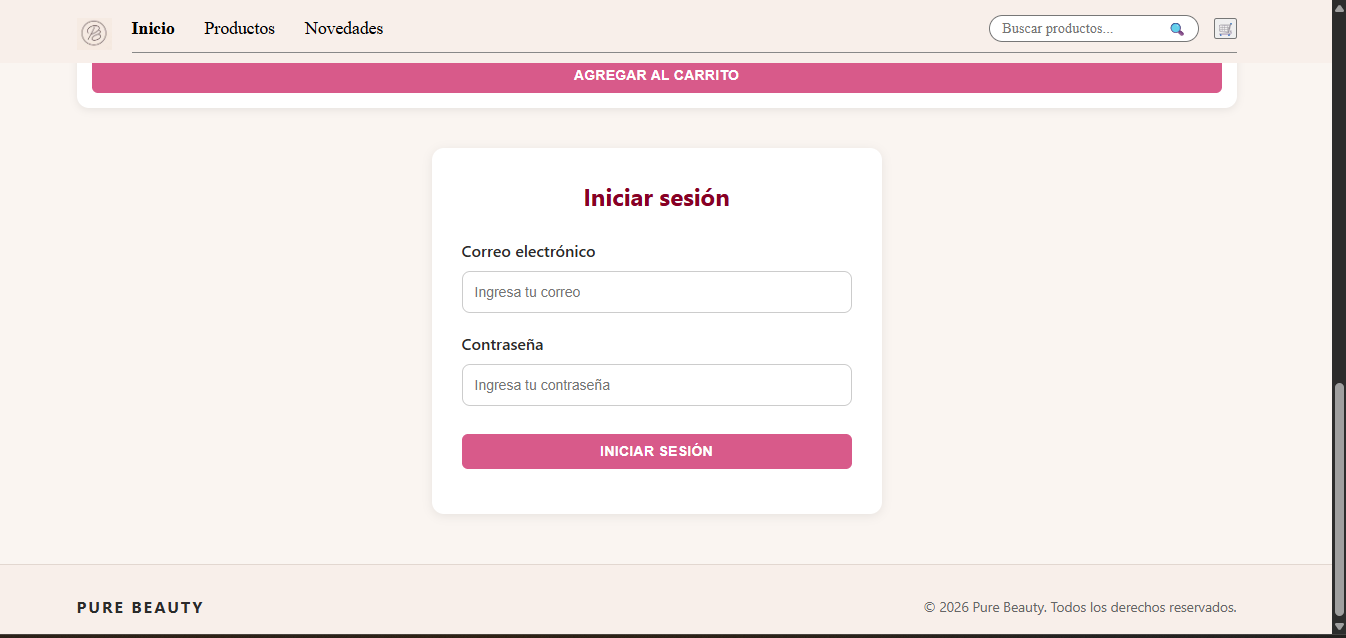 Inicio Productos Novedades Buscar productos...
AGREGAR AL CARRITO
Iniciar sesión
Correo electrónico
Ingresa tu correo
Contraseña
Ingresa tu contraseña
INICIAR SESIÓN
PURE BEAUTY © 2026 Pure Beauty. Todos los derechos reservados.